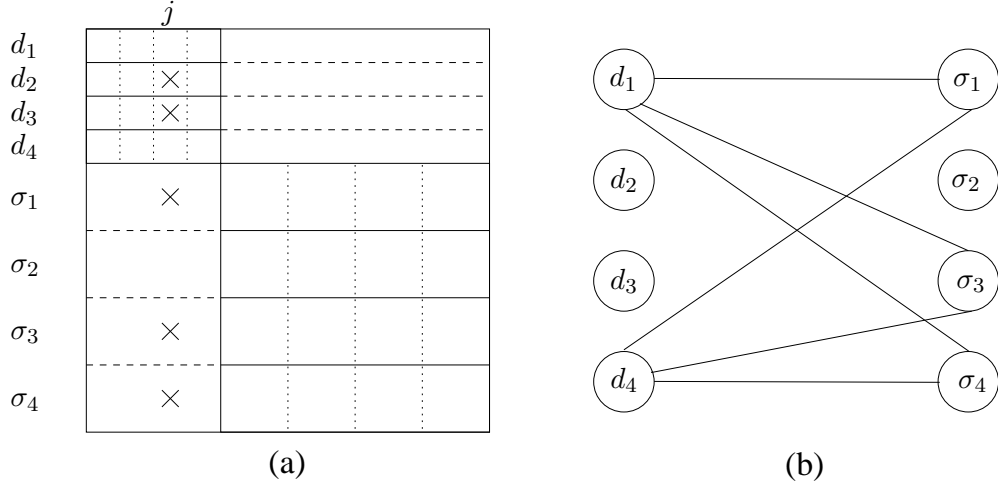 j
d₁
d₂
d₃
d₄
σ₁
σ₂
σ₃
σ₄
(a)
d₁ σ₁
d₂ σ₂
d₃ σ₃
d₄ σ₄
(b)